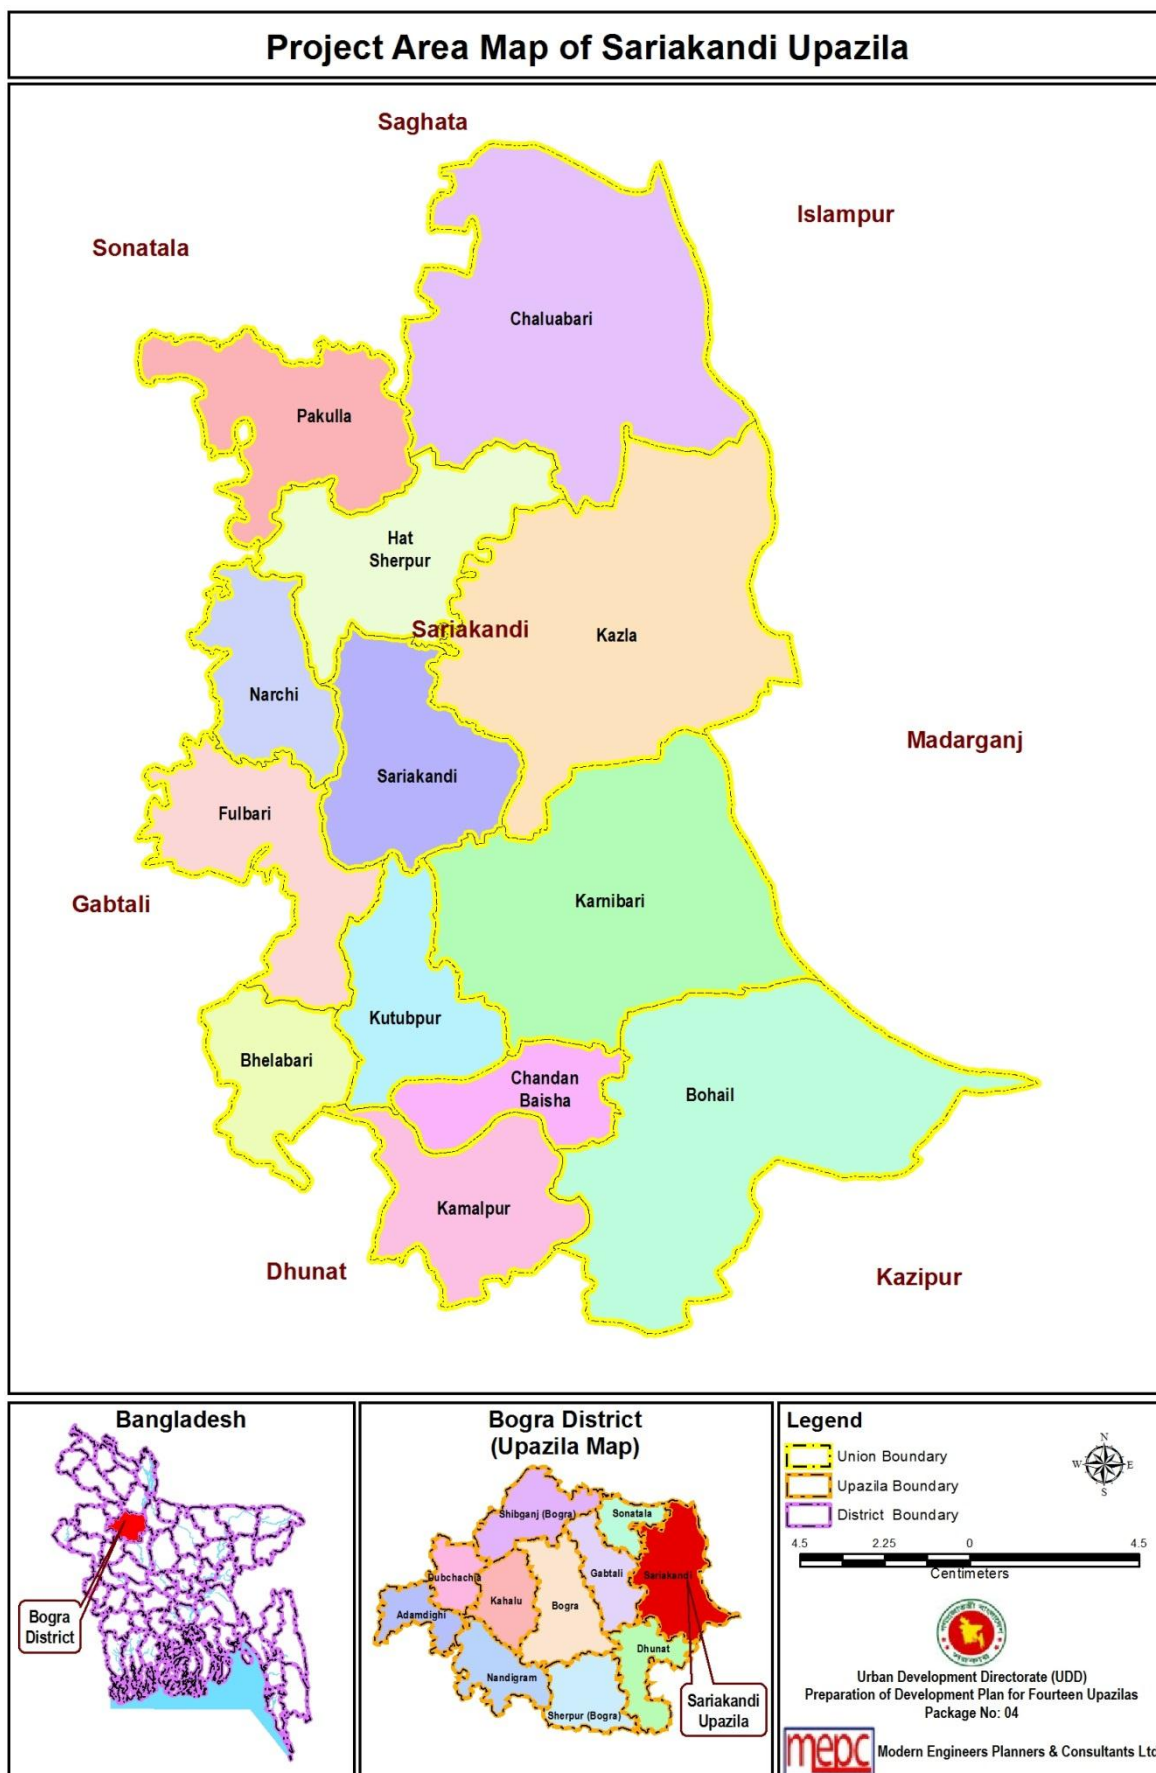 Project Area Map of Sariakandi Upazila
Saghata
Islampur
Sonatala
Chaluabari
Pakulla
Hat
Sherpur
Sariakandi
Kazla
Narchi
Madarganj
Sariakandi
Fulbari
Karnibari
Gabtali
Kutubpur
Bhelabari
Chandan
Baisha
Bohail
Kamalpur
Dhunat
Kazipur
Bangladesh
Bogra
District
Bogra District
(Upazila Map)
Shibganj (Bogra)
Sonatala
Dubchachia
Gabtali
Sariakandi
Kahalu
Bogra
Adamdighi
Dhunat
Nandigram
Sherpur (Bogra)
Sariakandi
Upazila
Legend
Union Boundary
Upazila Boundary
District Boundary
N
W E
S
4.5 2.25 0 4.5
Centimeters
Urban Development Directorate (UDD)
Preparation of Development Plan for Fourteen Upazilas
Package No: 04
mepc
Modern Engineers Planners & Consultants Ltd